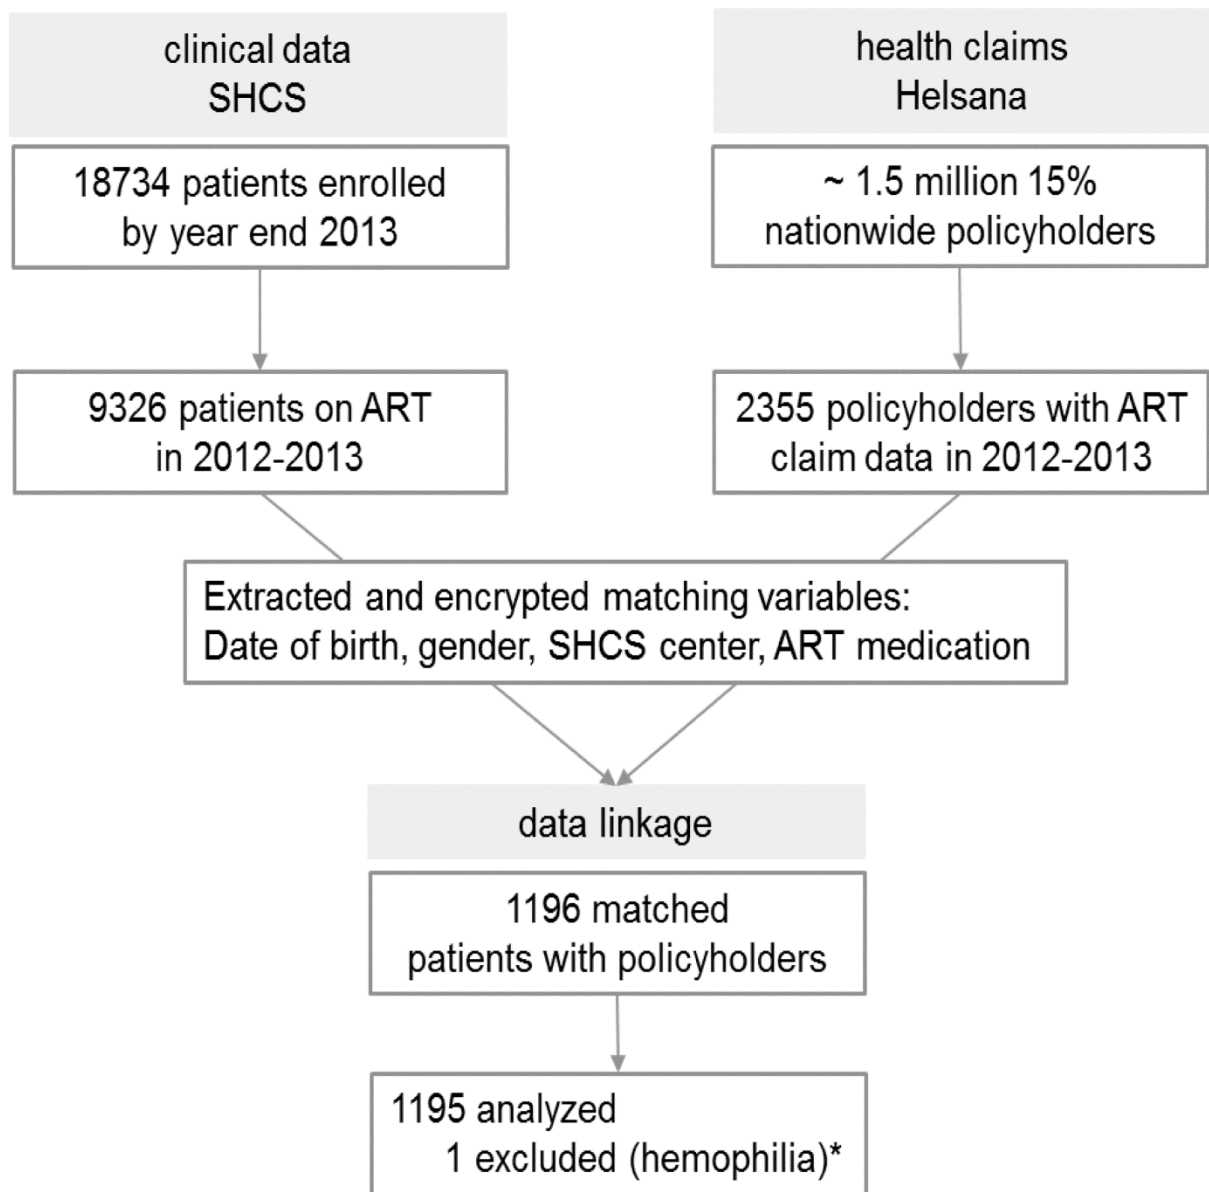 clinical data
SHCS
18734 patients enrolled
by year end 2013
9326 patients on ART
in 2012-2013
health claims
Helsana
~ 1.5 million 15%
nationwide policyholders
2355 policyholders with ART
claim data in 2012-2013
Extracted and encrypted matching variables:
Date of birth, gender, SHCS center, ART medication
data linkage
1196 matched
patients with policyholders
1195 analyzed
1 excluded (hemophilia)*